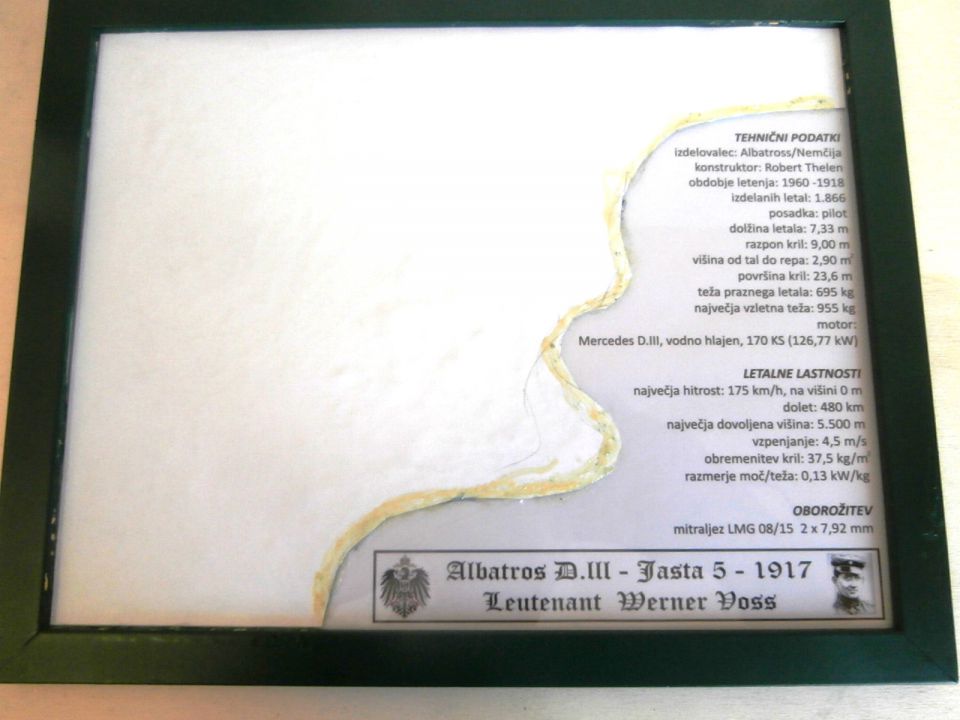 TEHNIČNI PODATKI
izdelovalec: Albatross/Nemčija
konstruktor: Robert Thelen
obdobje letenja: 1960 -1918
izdelanih letal: 1.866
posadka: pilot
dolžina letala: 7,33 m
razpon kril: 9,00 m
višina od tal do repa: 2,90 m²
površina kril: 23,6 m
teža praznega letala: 695 kg
največja vzletna teža: 955 kg
motor:
Mercedes D.III, vodno hlajen, 170 KS (126,77 kW)
LETALNE LASTNOSTI
največja hitrost: 175 km/h, na višini 0 m
dolet: 480 km
največja dovoljena višina: 5.500 m
vzpenjanje: 4,5 m/s
obremenitev kril: 37,5 kg/m²
razmerje moč/teža: 0,13 kW/kg
OBOROŽITEV
mitraljez LMG 08/15 2 x 7,92 mm
Albatros D.III - Jasta 5 - 1917
Leutenant Werner Voss